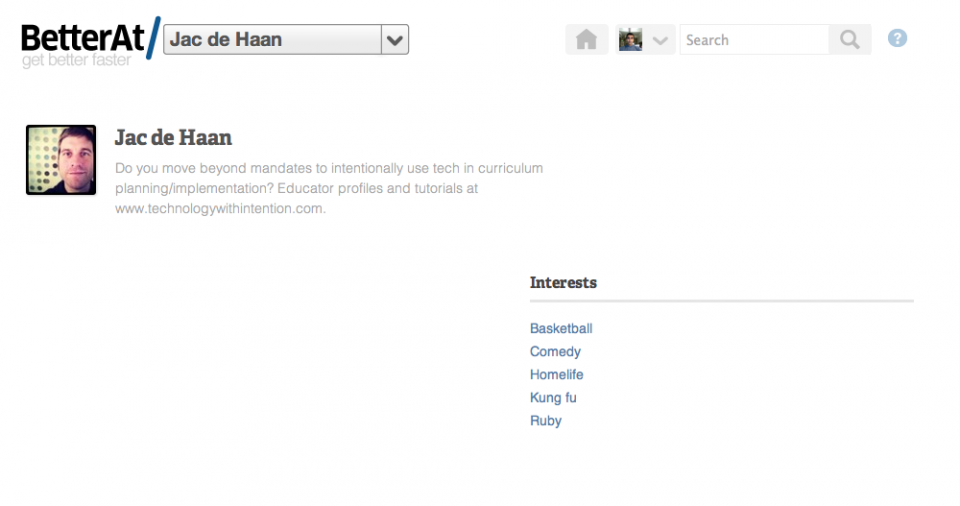 BetterAt/
get better faster
Jac de Haan
Search
?
Jac de Haan
Do you move beyond mandates to intentionally use tech in curriculum
planning/implementation? Educator profiles and tutorials at
www.technologywithintention.com.
Interests
Basketball
Comedy
Homelife
Kung fu
Ruby